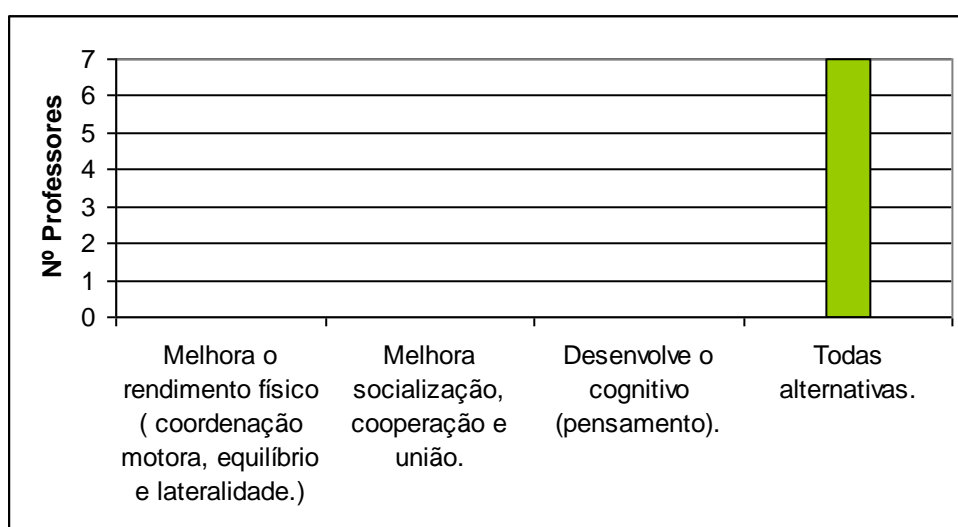 Nº Professores
7
6
5
4
3
2
1
0
Melhora o
rendimento físico
( coordenação
motora, equilíbrio
e lateralidade.)
Melhora
socialização,
cooperação e
união.
Desenvolve o
cognitivo
(pensamento).
Todas
alternativas.